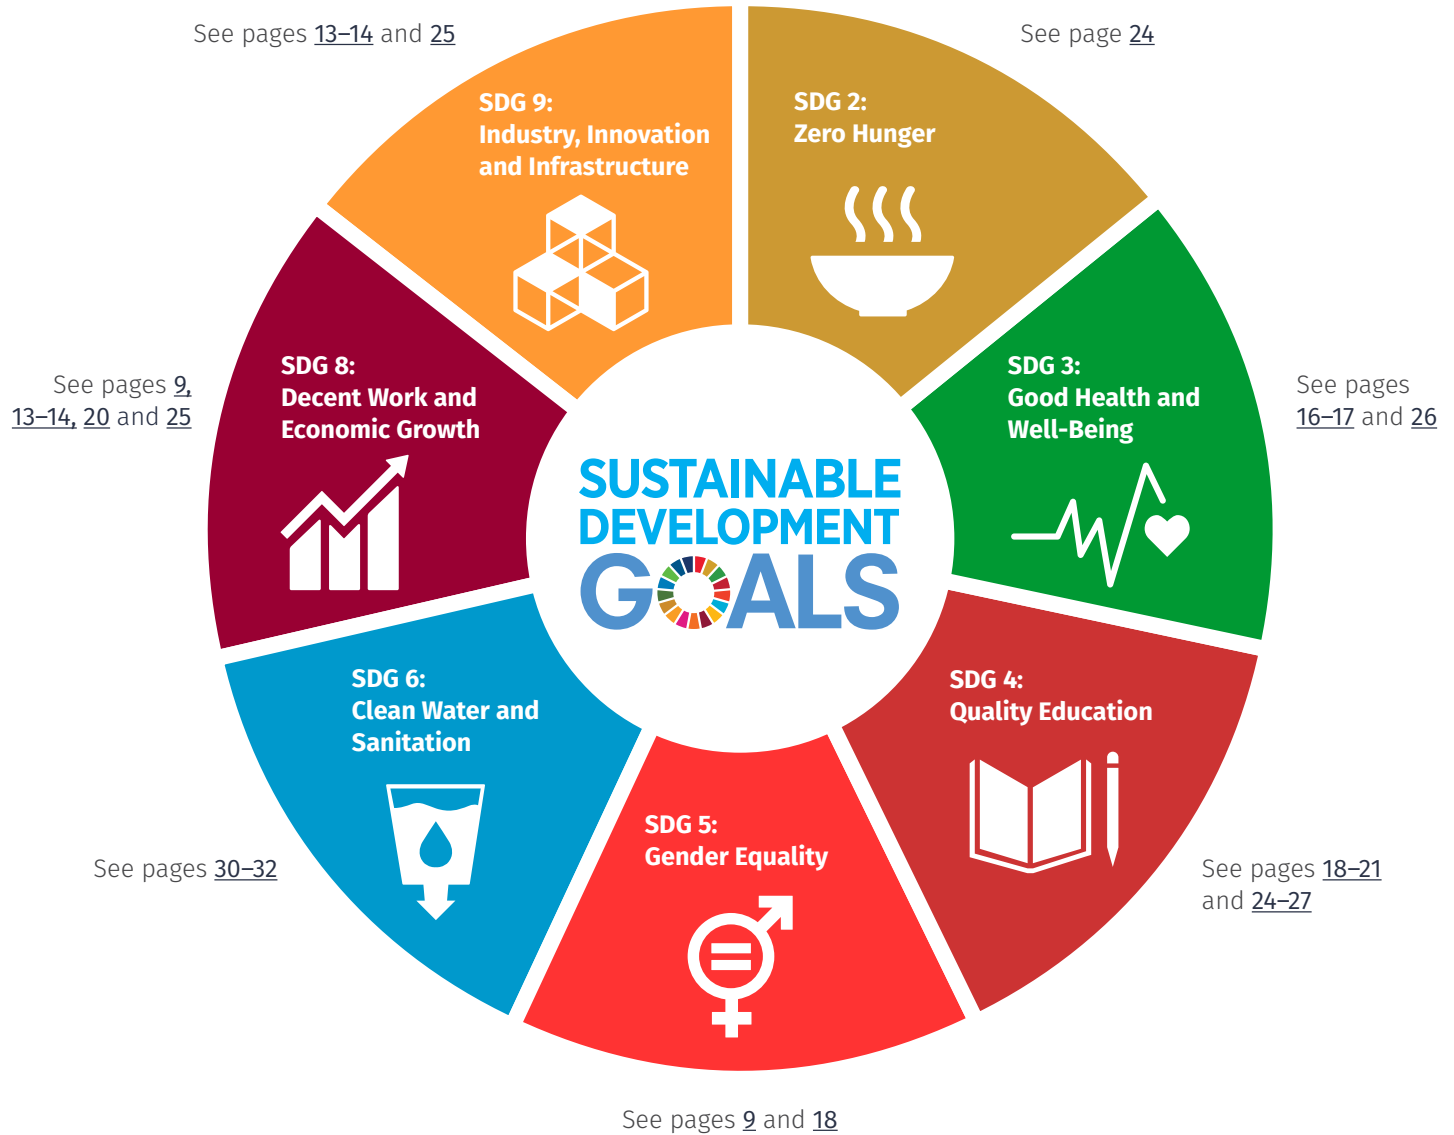 See pages 13–14 and 25
See page 24
SDG 9:
Industry, Innovation
and Infrastructure
SDG 2:
Zero Hunger
SDG 8:
Decent Work and
Economic Growth
SDG 3:
Good Health and
Well-Being
See pages 9,
13–14, 20 and 25
See pages
16–17 and 26
SUSTAINABLE
DEVELOPMENT
GOALS
SDG 6:
Clean Water and
Sanitation
SDG 4:
Quality Education
SDG 5:
Gender Equality
See pages 30–32
See pages 18–21
and 24–27
See pages 9 and 18